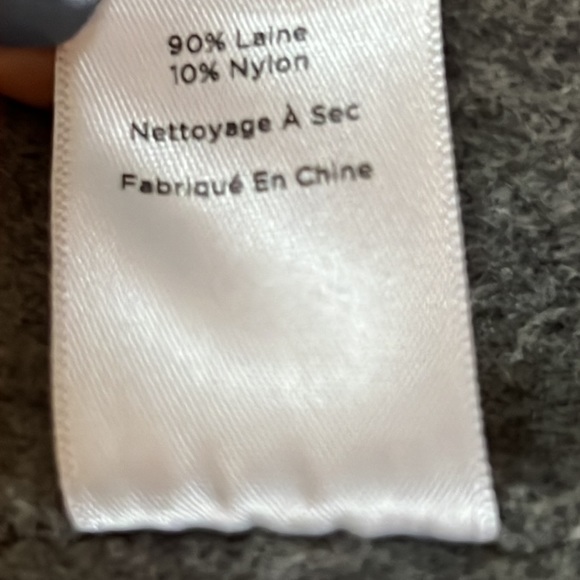 90% Laine
10% Nylon
Nettoyage À Sec
Fabriqué En Chine